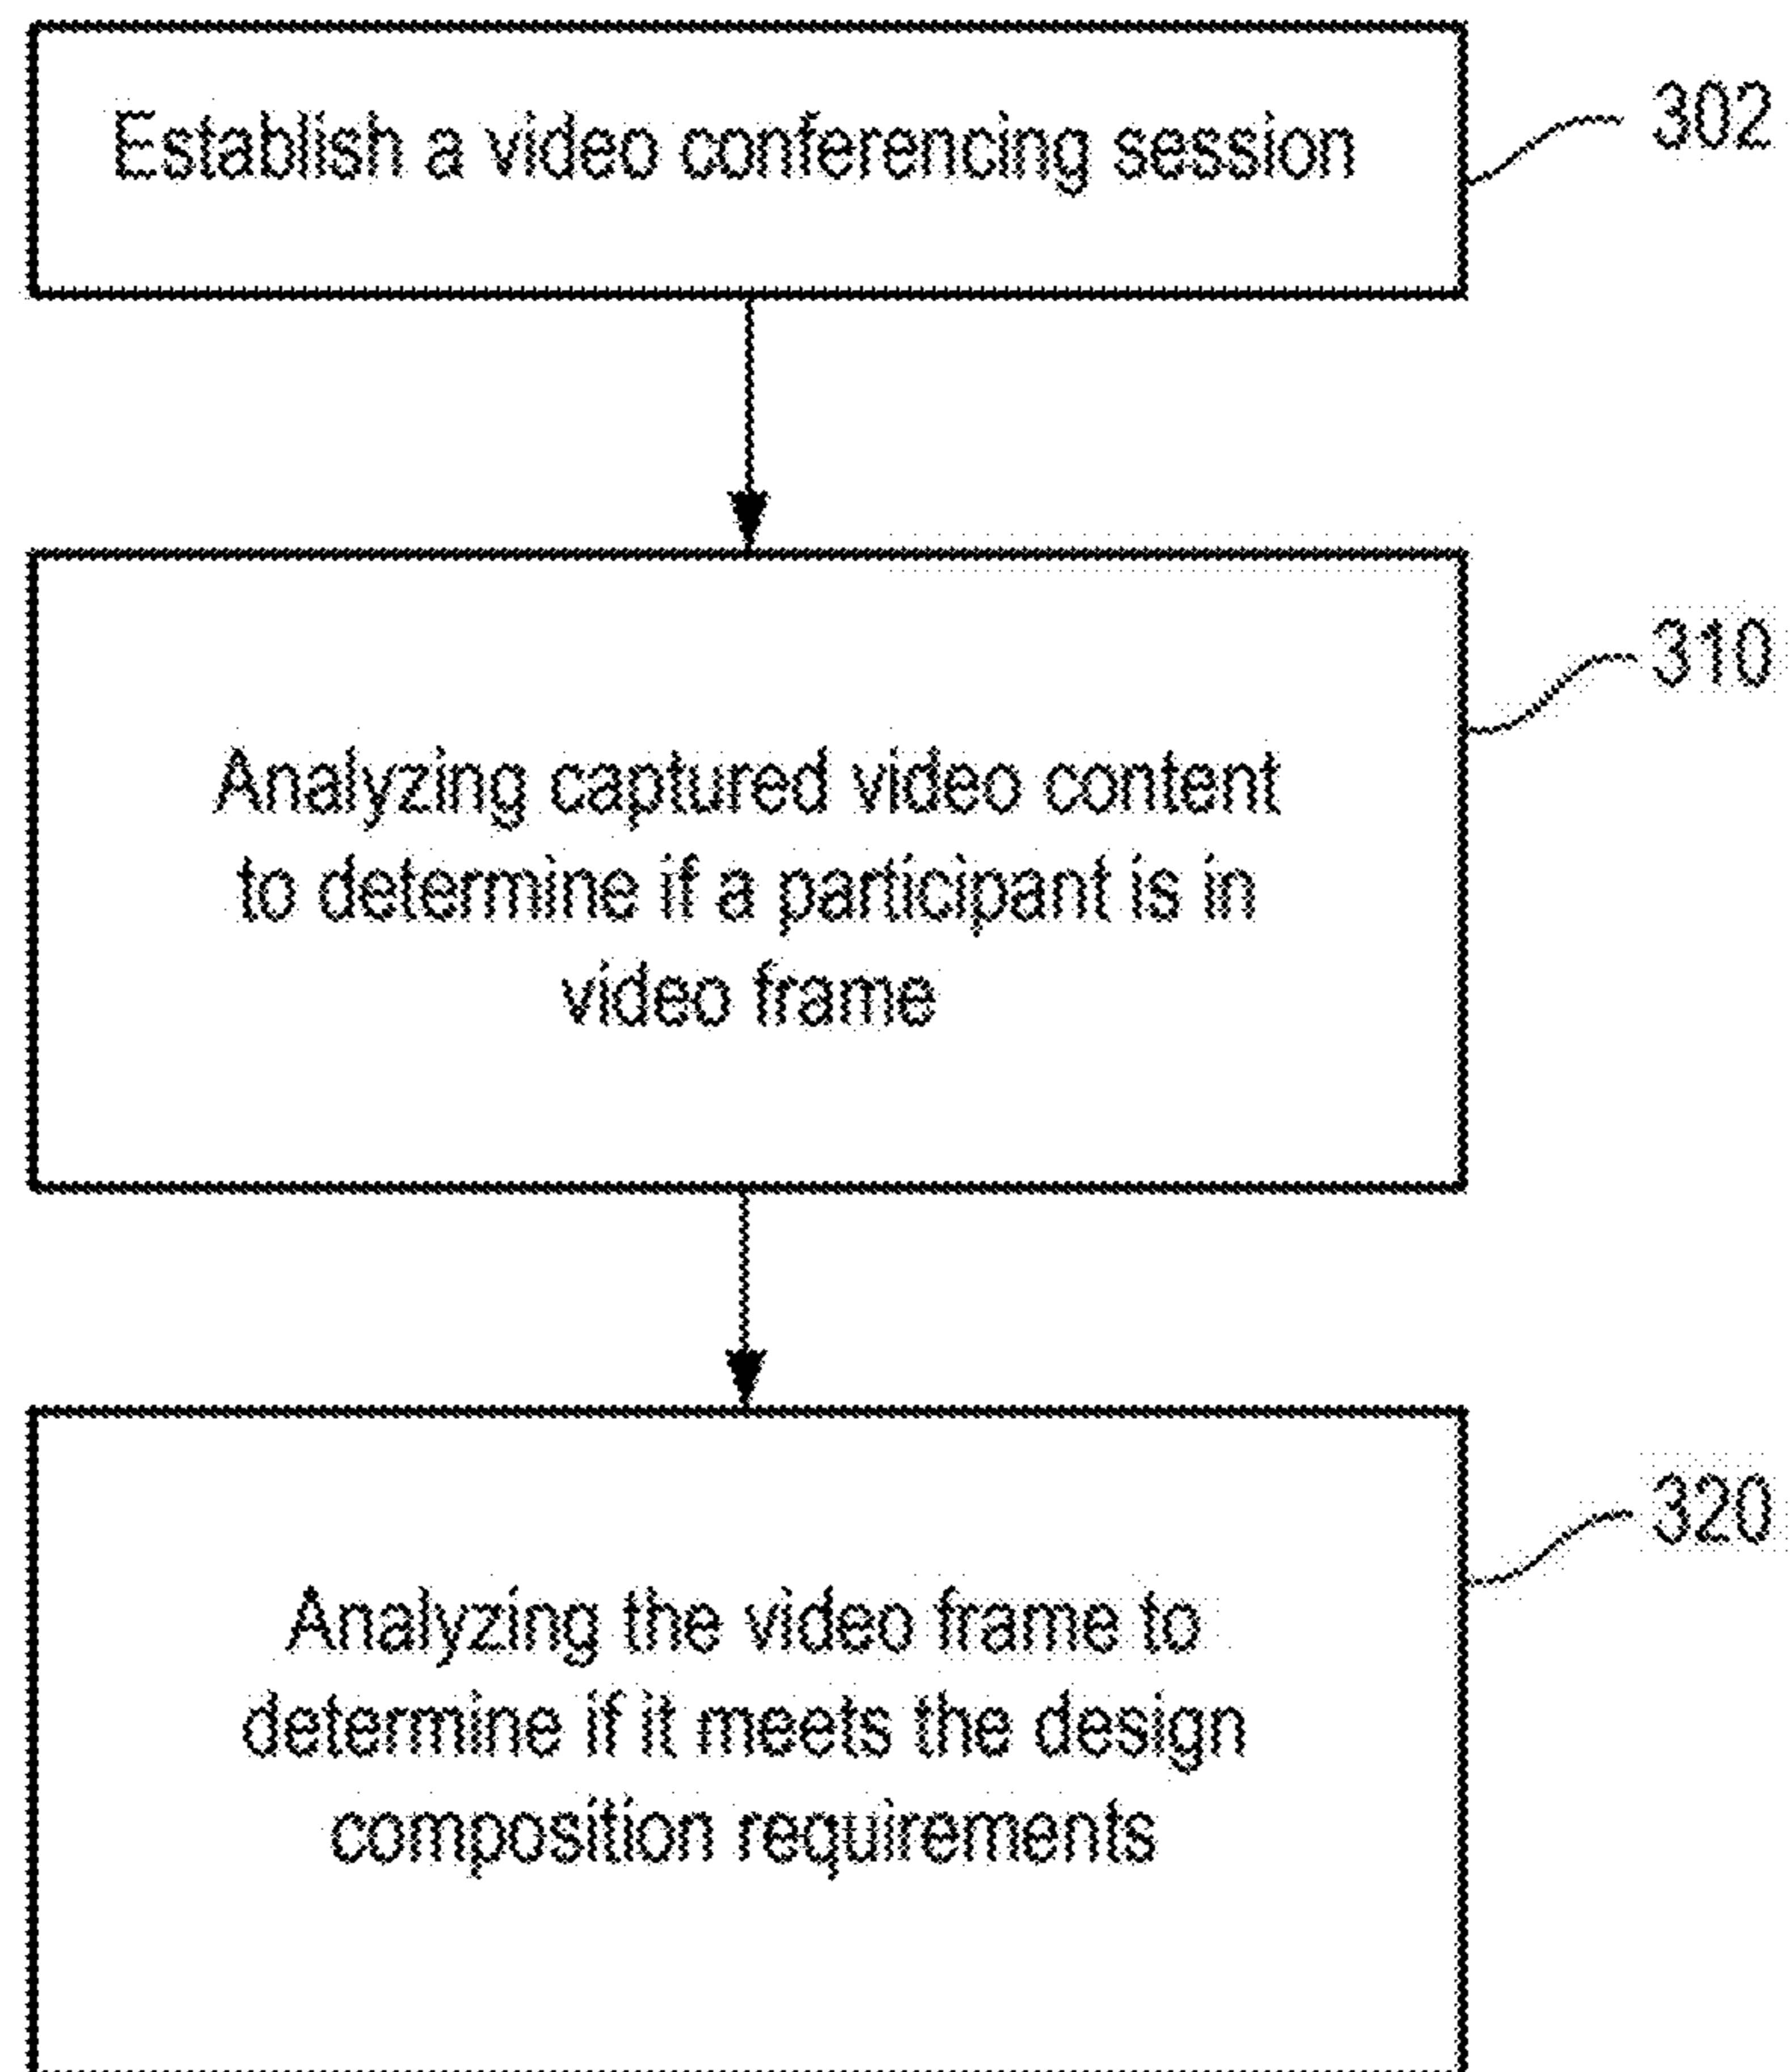 Establish a video conferencing session
302
310
Analyzing captured video content
to determine if a participant is in
video frame
320
Analyzing the video frame to
determine if it meets the design
composition requirements